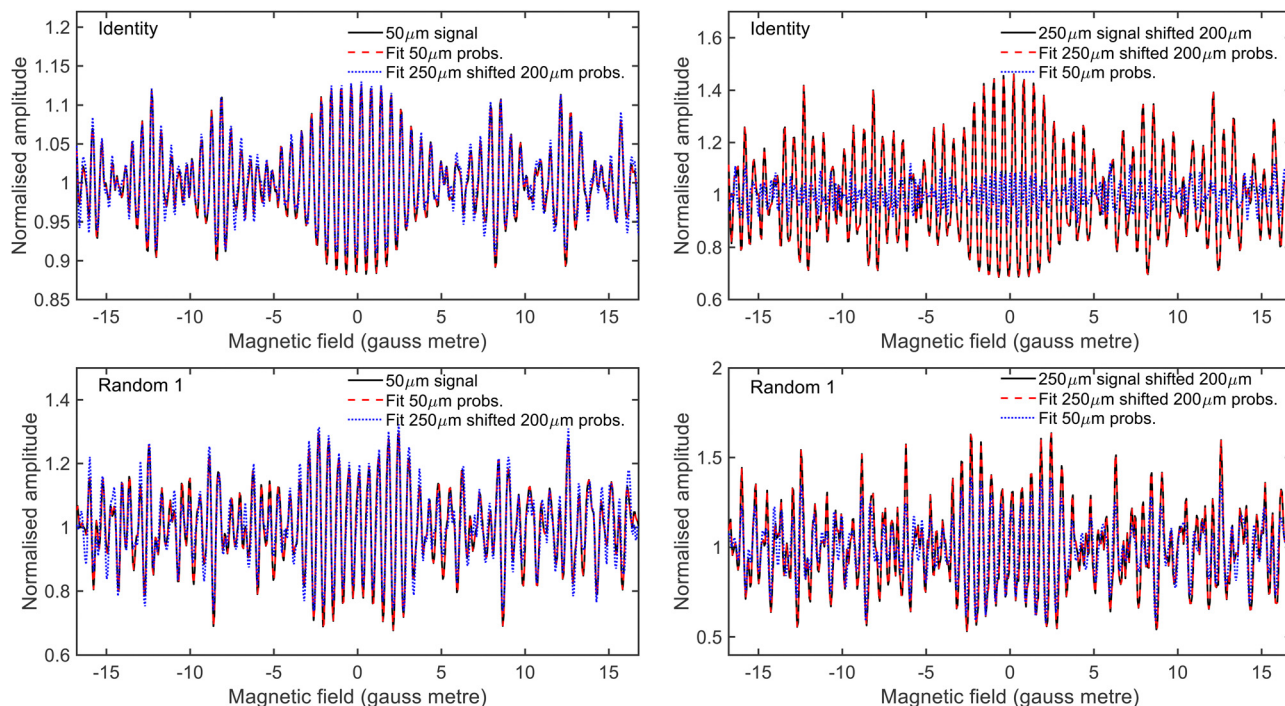 Identity
50μm signal
Fit 50μm probs.
Fit 250μm shifted 200μm probs.
1.2
1.15
1.1
1.05
1
0.95
0.9
0.85
Normalised amplitude
-15 -10 -5 0 5 10 15
Magnetic field (gauss metre)
Identity
250μm signal shifted 200μm
Fit 250μm shifted 200μm probs.
Fit 50μm probs.
1.6
1.4
1.2
1
0.8
0.6
Normalised amplitude
-15 -10 -5 0 5 10 15
Magnetic field (gauss metre)
Random 1
50μm signal
Fit 50μm probs.
Fit 250μm shifted 200μm probs.
1.4
1.2
1
0.8
0.6
Normalised amplitude
-15 -10 -5 0 5 10 15
Magnetic field (gauss metre)
Random 1
250μm signal shifted 200μm
Fit 250μm shifted 200μm probs.
Fit 50μm probs.
2
1.5
1
0.5
Normalised amplitude
-15 -10 -5 0 5 10 15
Magnetic field (gauss metre)